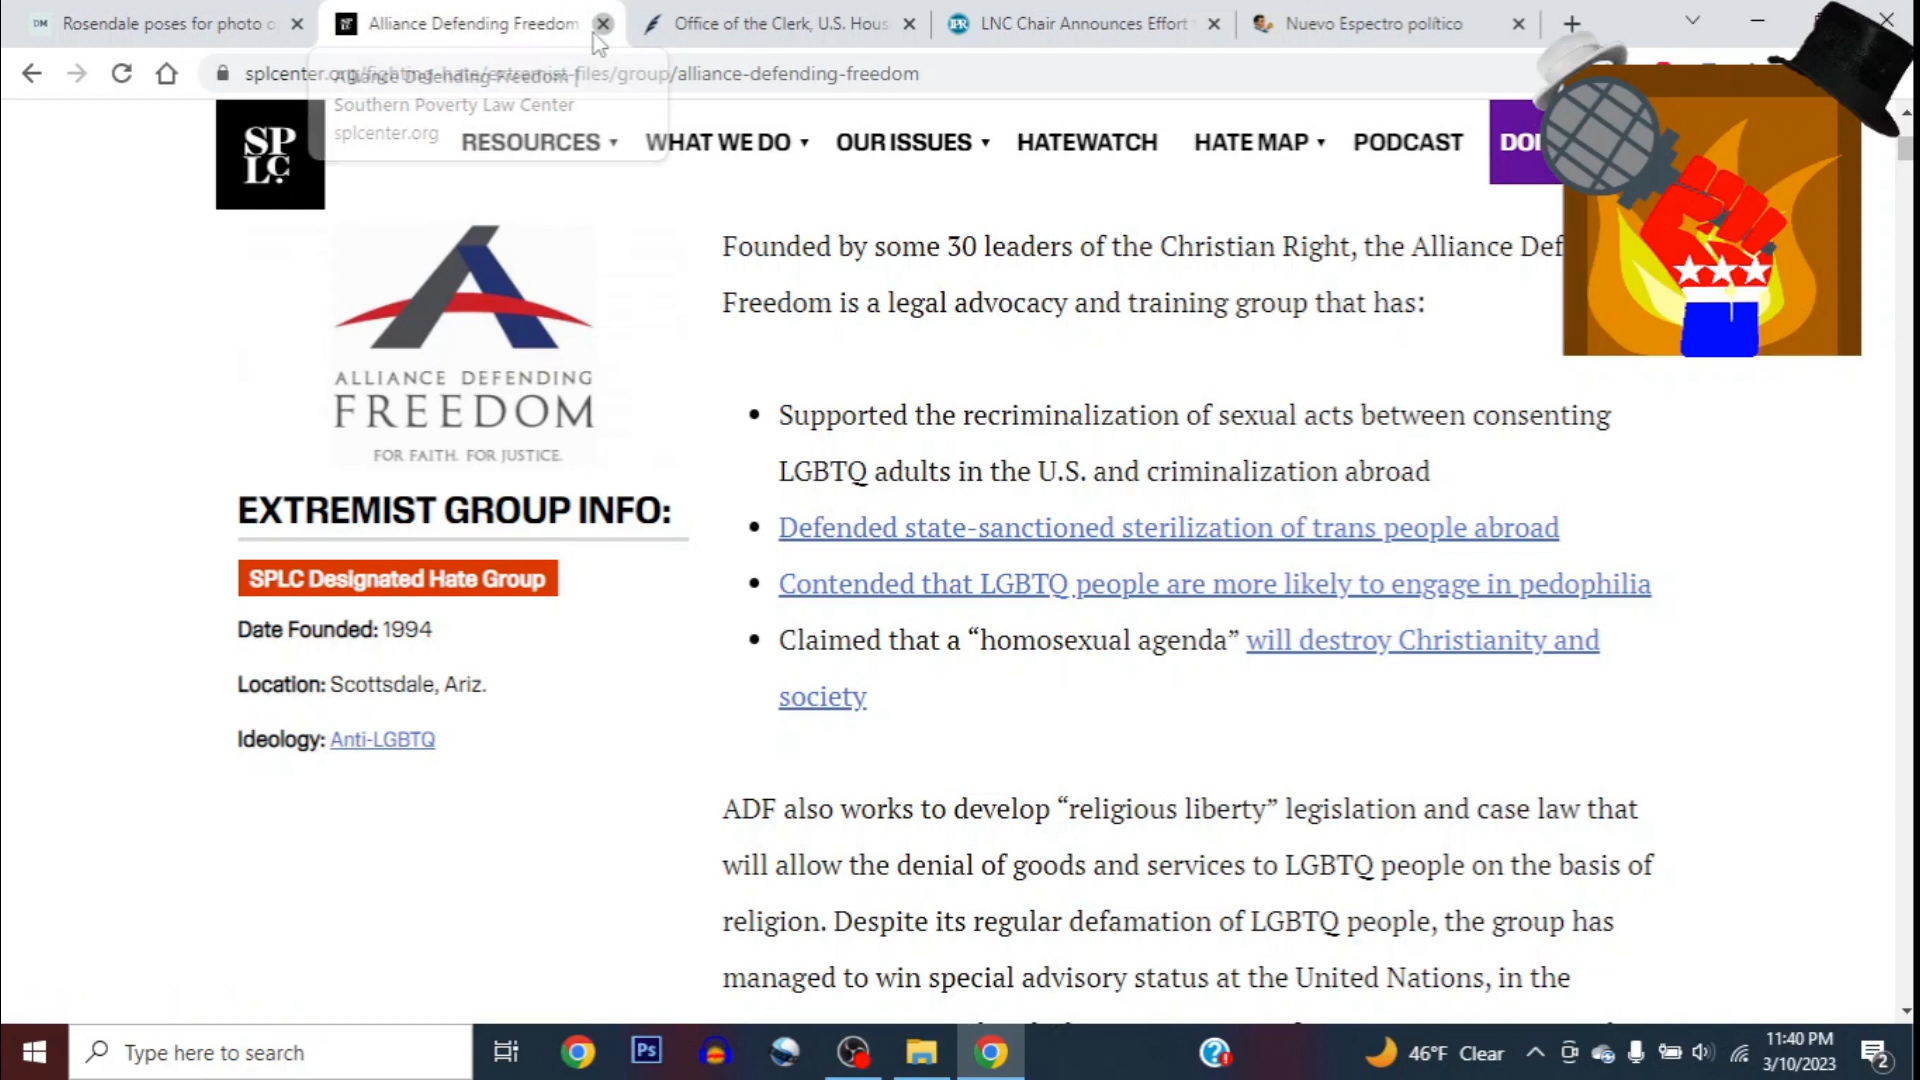 DM Rosendale poses for photo o
Alliance Defending Freedom
Office of the Clerk, U.S. Hous
IPR LNC Chair Announces Effort
Nuevo Espectro político
splcenter.org/fighting-hate/extremist-files/group/alliance-defending-freedom
Alliance Defending Freedom |
Southern Poverty Law Center
splcenter.org
SP
LC
RESOURCES
WHAT WE DO
OUR ISSUES
HATEWATCH
HATE MAP
PODCAST
DO
ALLIANCE DEFENDING
FREEDOM
FOR FAITH. FOR JUSTICE.
EXTREMIST GROUP INFO:
SPLC Designated Hate Group
Date Founded: 1994
Location: Scottsdale, Ariz.
Ideology: Anti-LGBTQ
Founded by some 30 leaders of the Christian Right, the Alliance Def
Freedom is a legal advocacy and training group that has:
• Supported the recriminalization of sexual acts between consenting
LGBTQ adults in the U.S. and criminalization abroad
• Defended state-sanctioned sterilization of trans people abroad
• Contended that LGBTQ people are more likely to engage in pedophilia
• Claimed that a “homosexual agenda” will destroy Christianity and
society
ADF also works to develop “religious liberty” legislation and case law that
will allow the denial of goods and services to LGBTQ people on the basis of
religion. Despite its regular defamation of LGBTQ people, the group has
managed to win special advisory status at the United Nations, in the
Type here to search
Ps
46°F Clear
11:40 PM
3/10/2023
2